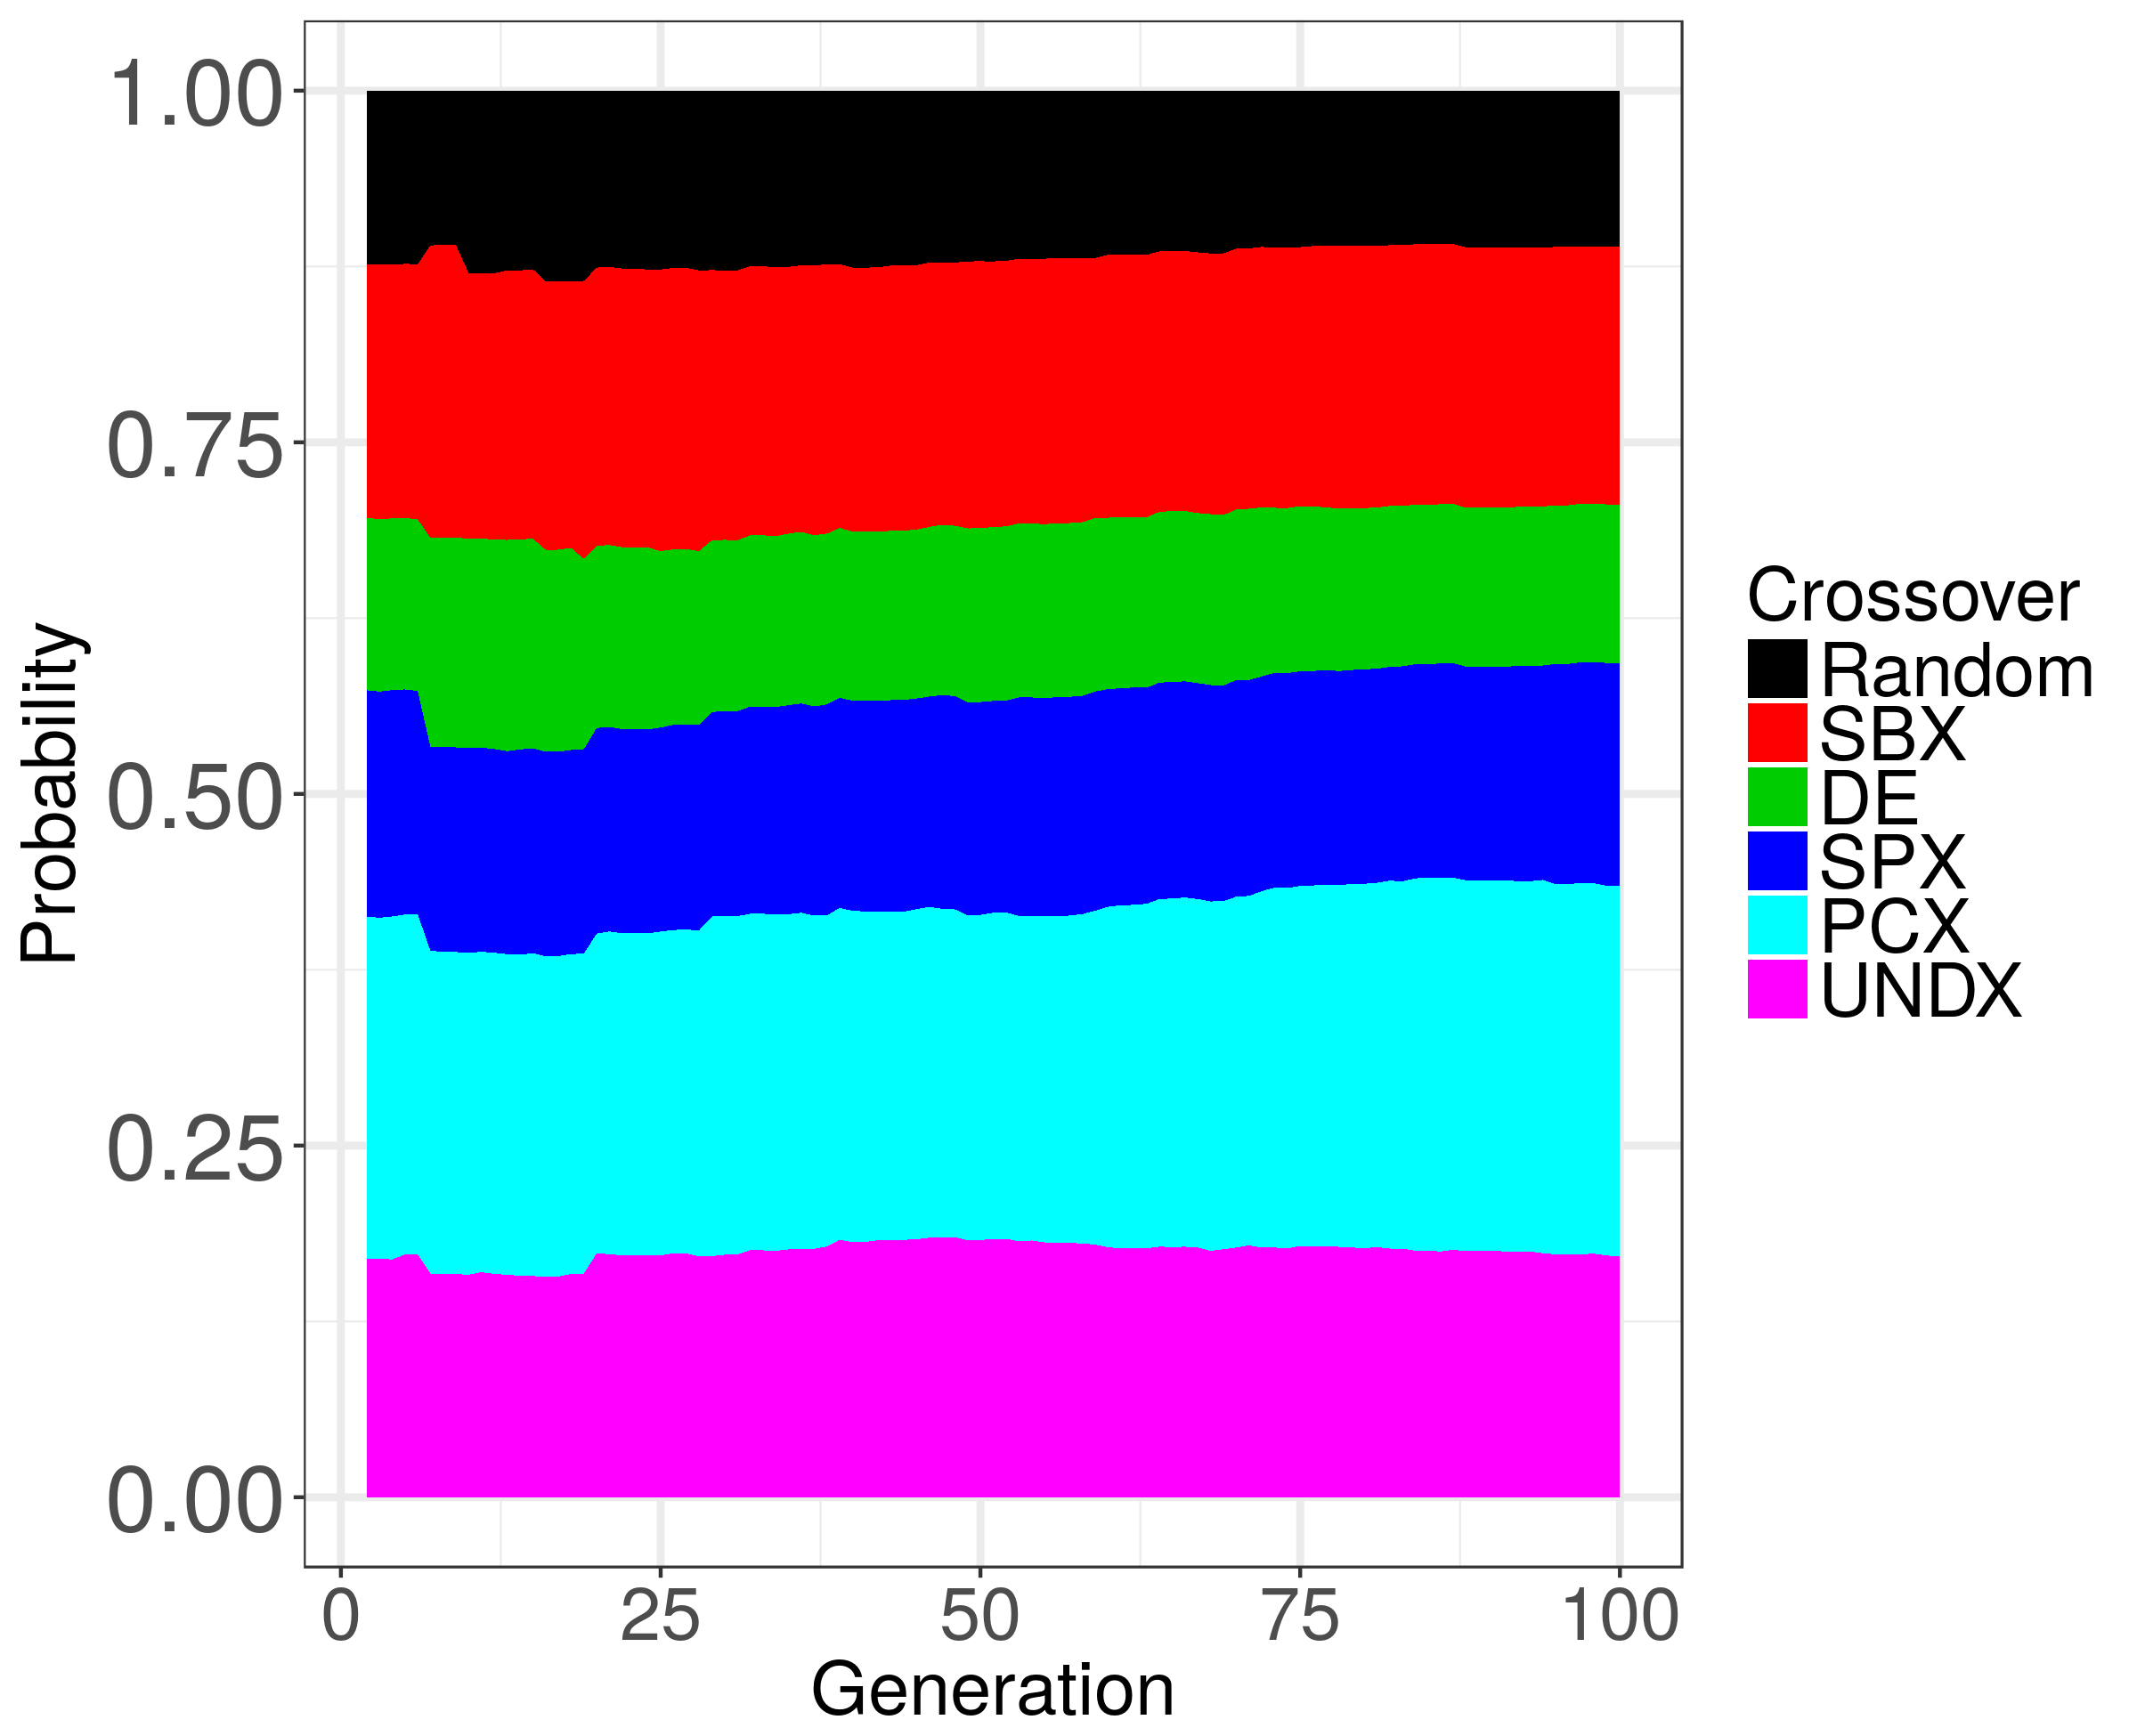 1.00
0.75
0.50
0.25
0.00
Probability
0
25
50
75
100
Generation
Crossover
Random
SBX
DE
SPX
PCX
UNDX